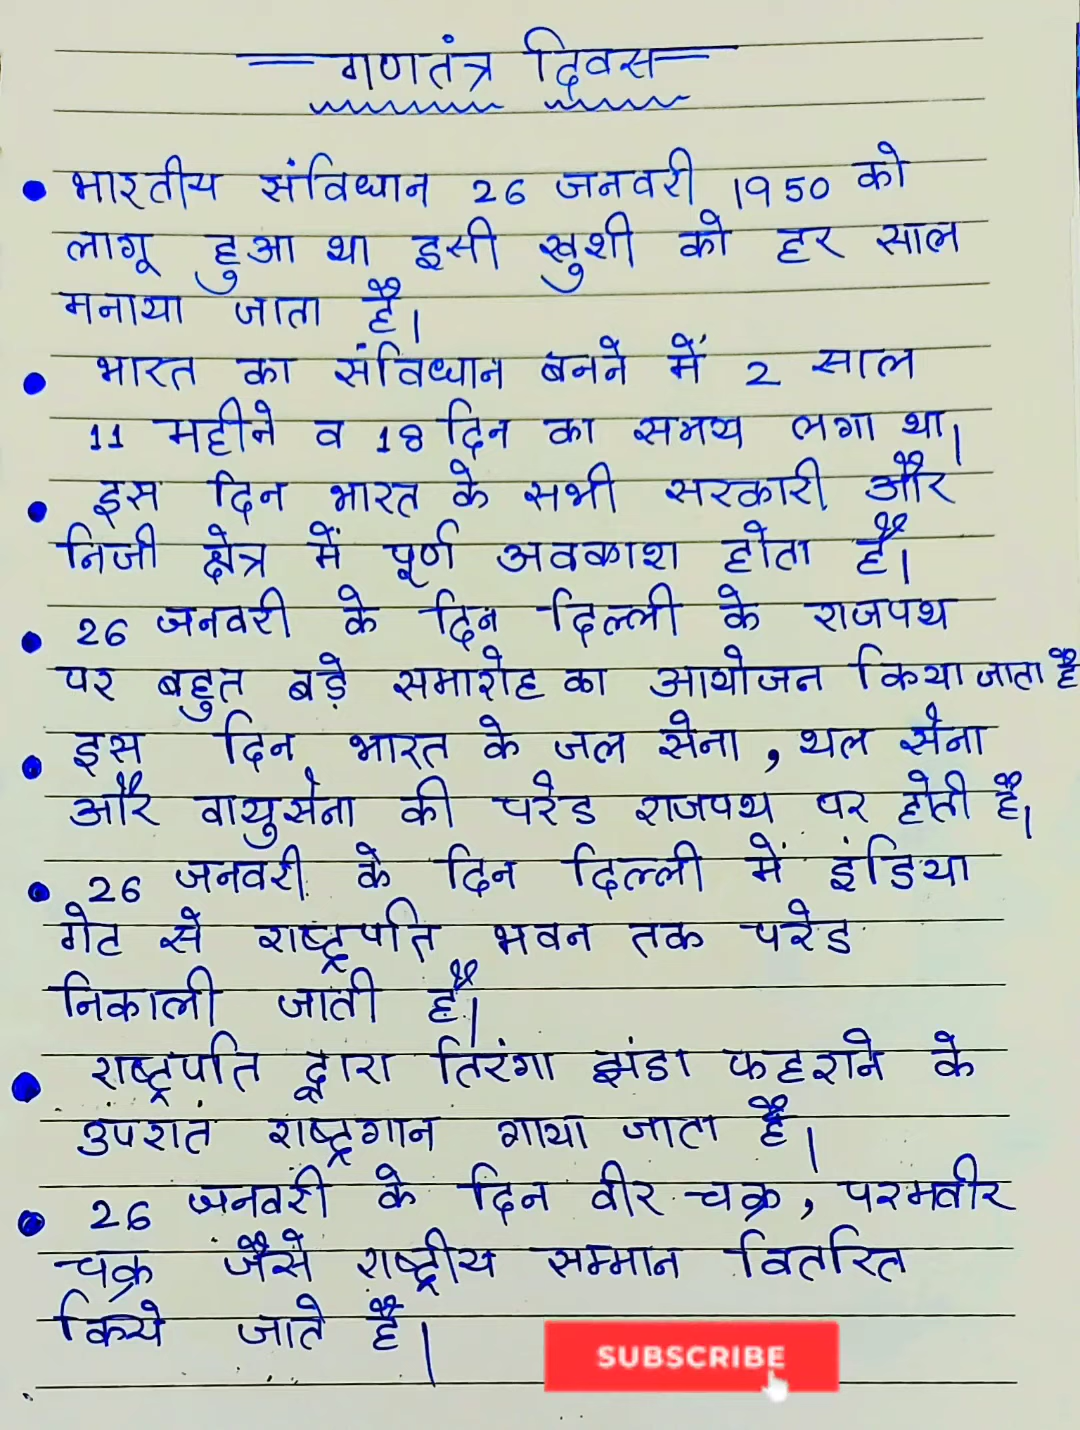 गणतंत्र दिवस
• भारतीय संविधान 26 जनवरी 1950 को
लागू हुआ था इसी खुशी को हर साल
मनाया जाता है।
• भारत का संविधान बनने में 2 साल
11 महीने व 18 दिन का समय लगा था।
• इस दिन भारत के सभी सरकारी और
निजी क्षेत्र में पूर्ण अवकाश होता है।
• 26 जनवरी के दिन दिल्ली के राजपथ
पर बहुत बड़े समारोह का आयोजन किया जाता है
• इस दिन भारत के जल सेना, थल सेना
और वायुसेना की परेड राजपथ पर होती है।
• 26 जनवरी के दिन दिल्ली में इंडिया
गेट से राष्ट्रपति भवन तक परेड
निकाली जाती है।
• राष्ट्रपति द्वारा तिरंगा झंडा फहराने के
उपरांत राष्ट्रगान गाया जाता है।
• 26 जनवरी के दिन वीर चक्र, परमवीर
चक्र जैसे राष्ट्रीय सम्मान वितरित
किये जाते है।
SUBSCRIBE